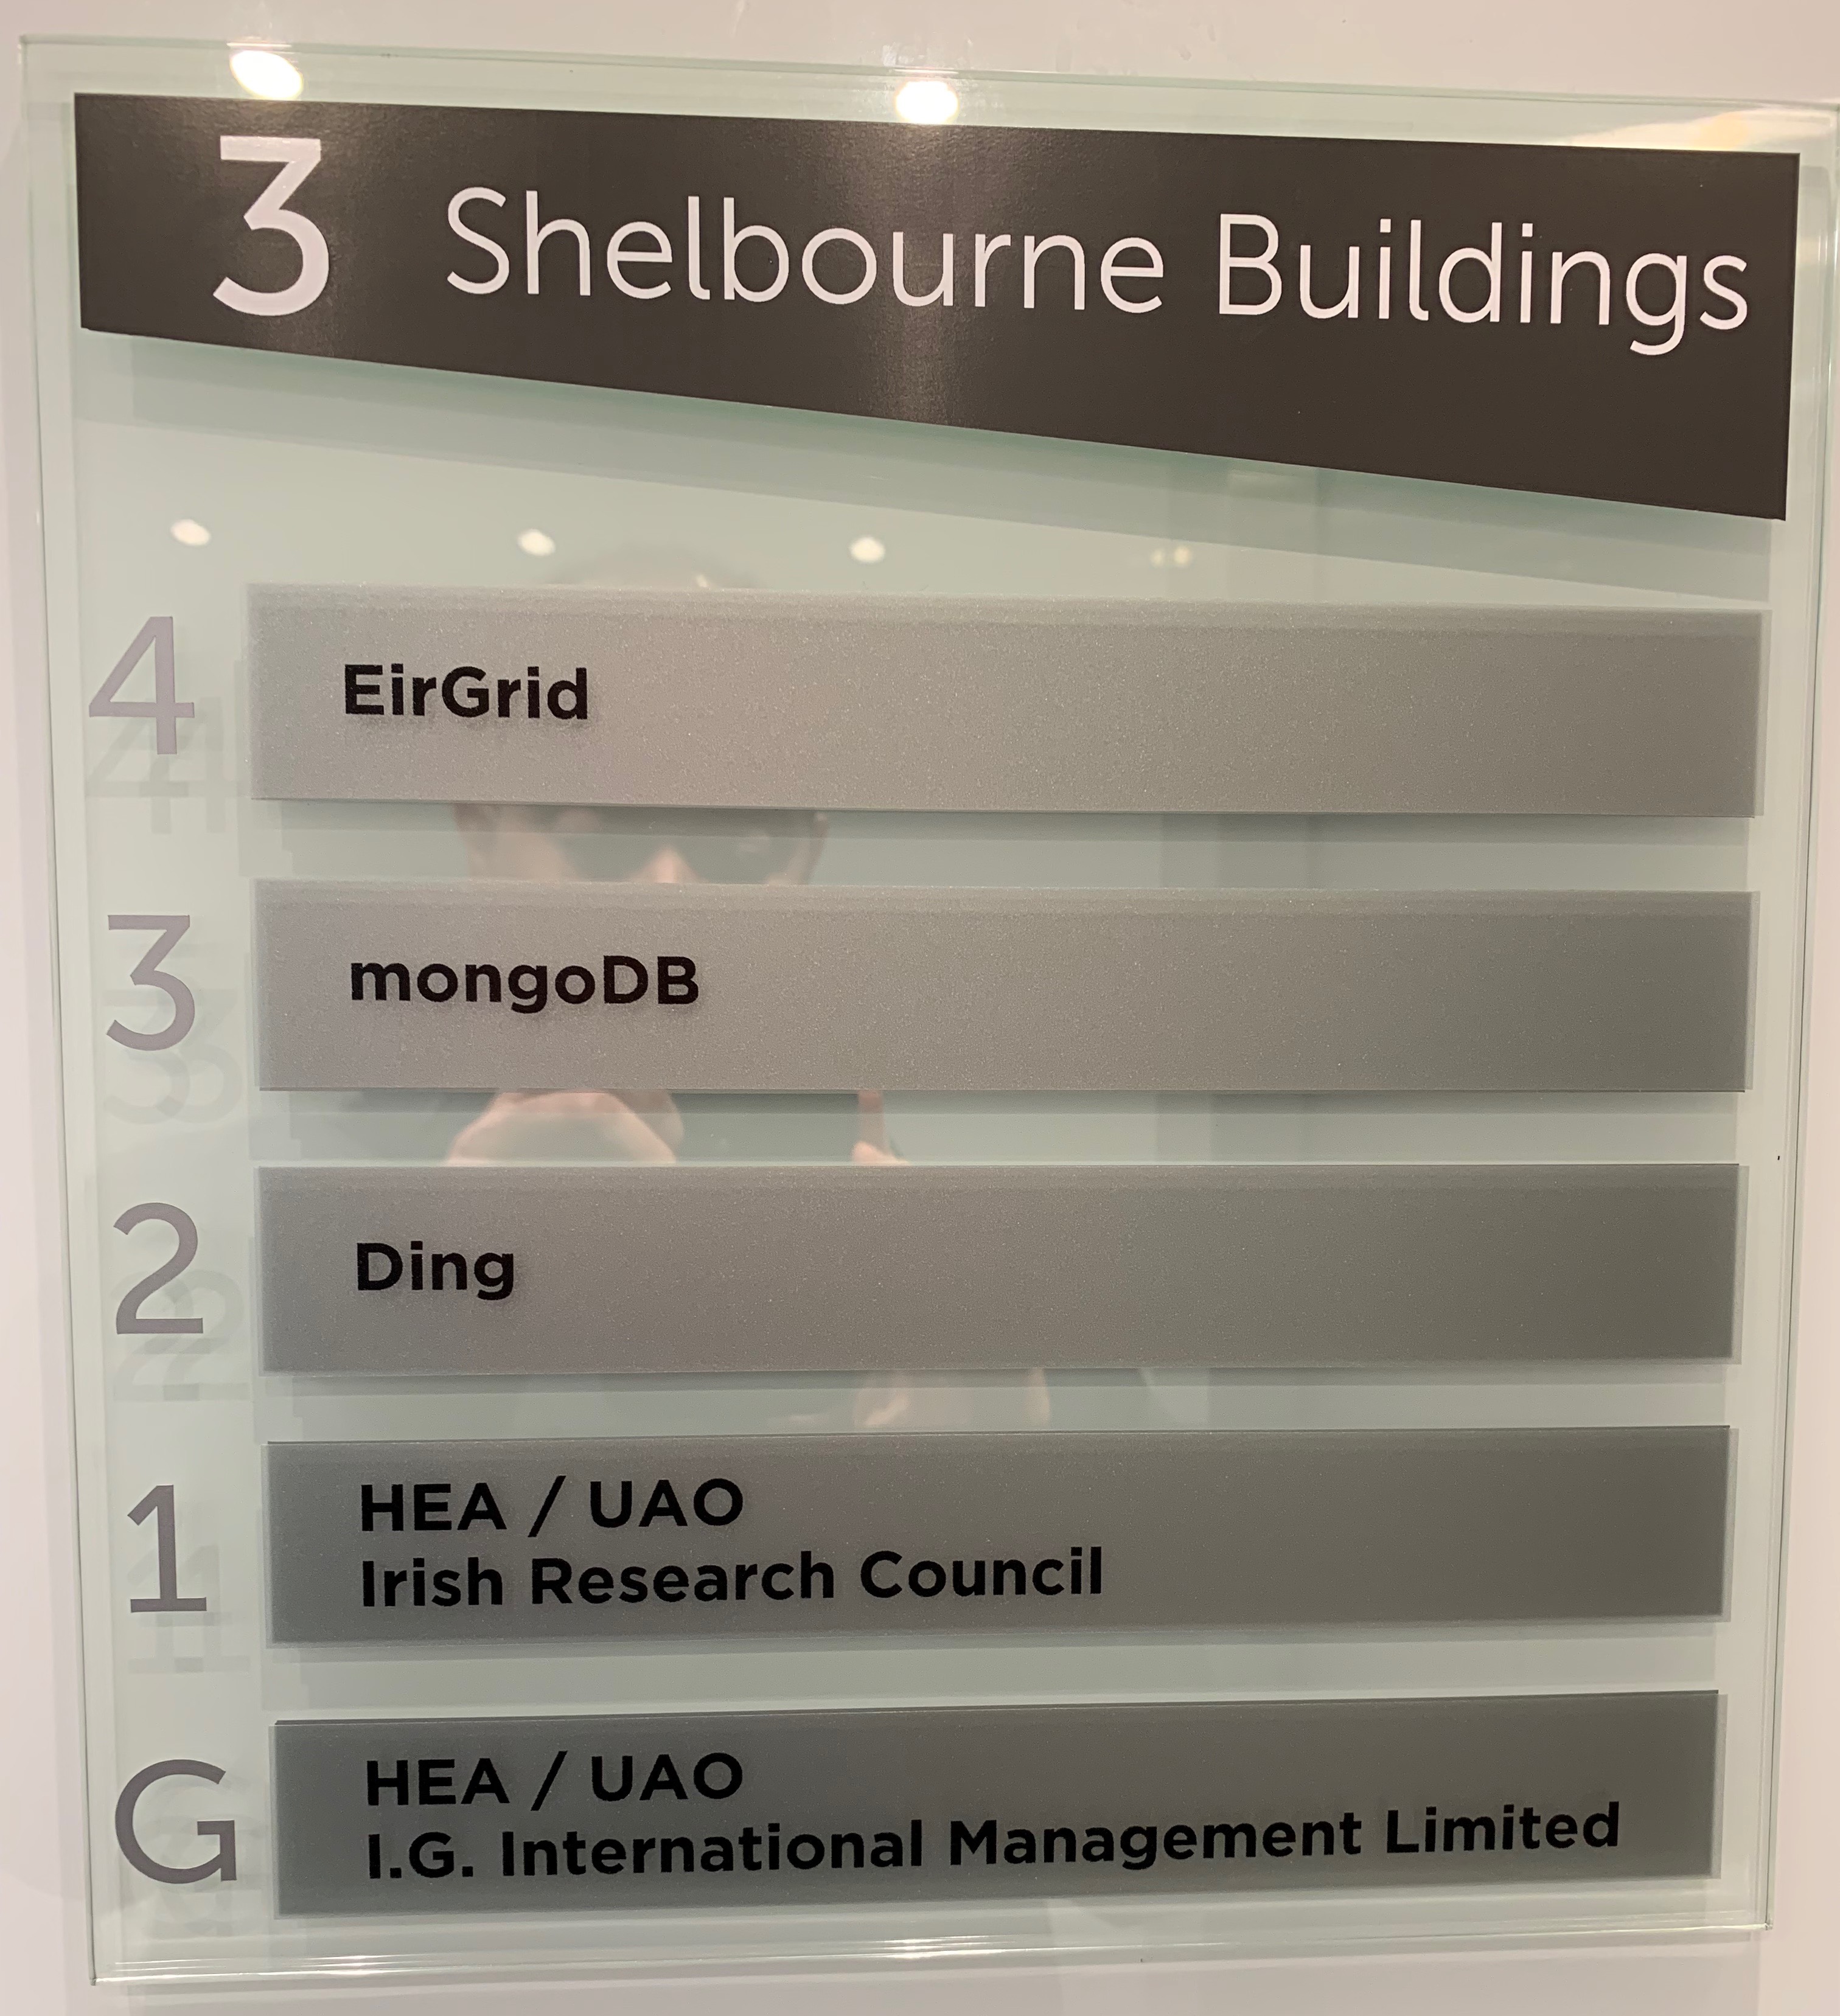 3 Shelbourne Buildings
4 EirGrid
3 mongoDB
2 Ding
1 HEA / UAO
Irish Research Council
G HEA / UAO
I.G. International Management Limited